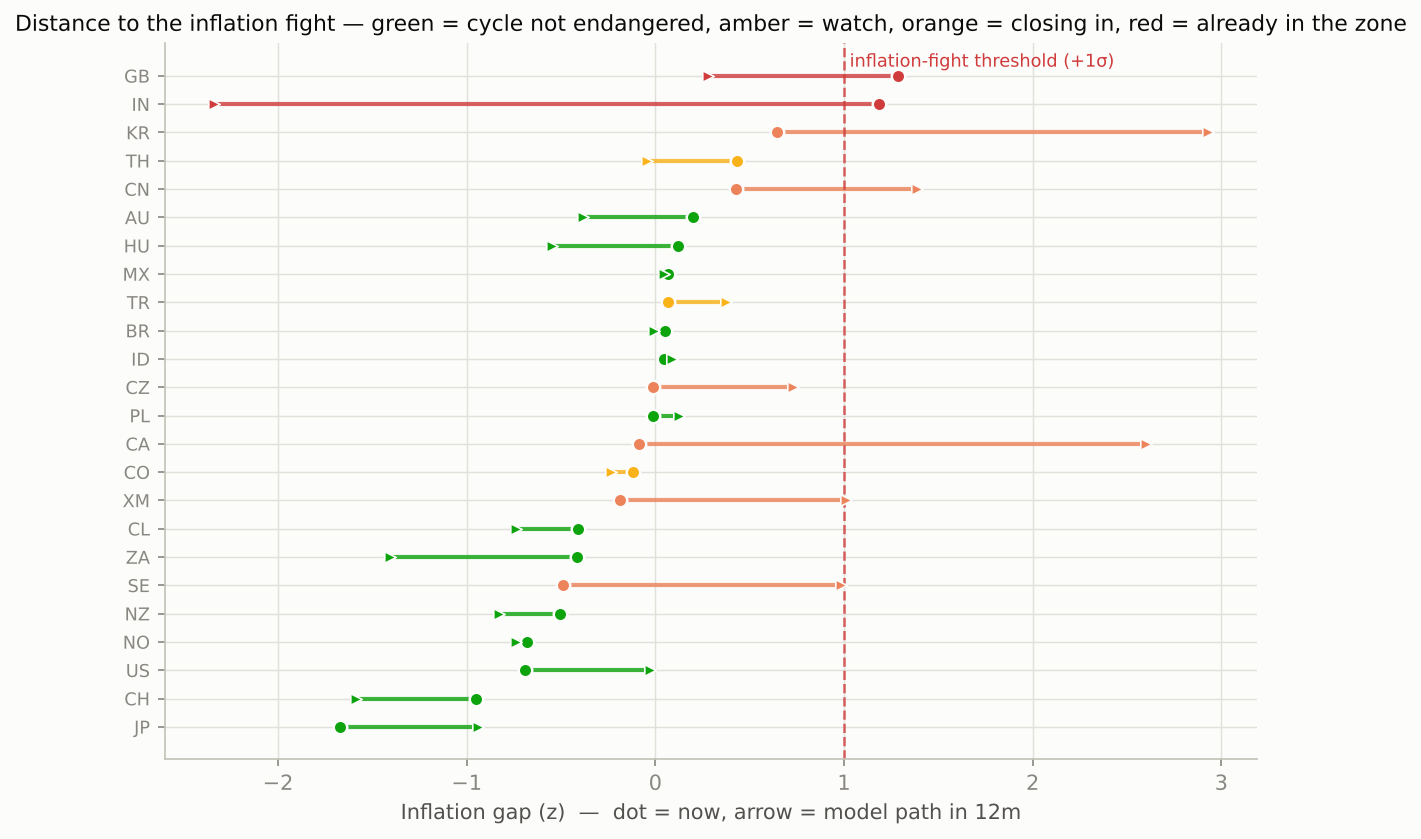 Distance to the inflation fight — green = cycle not endangered, amber = watch, orange = closing in, red = already in the zone
inflation-fight threshold (+1σ)
GB
IN
KR
TH
CN
AU
HU
MX
TR
BR
ID
CZ
PL
CA
CO
XM
CL
ZA
SE
NZ
NO
US
CH
JP
−2 −1 0 1 2 3
Inflation gap (z) — dot = now, arrow = model path in 12m